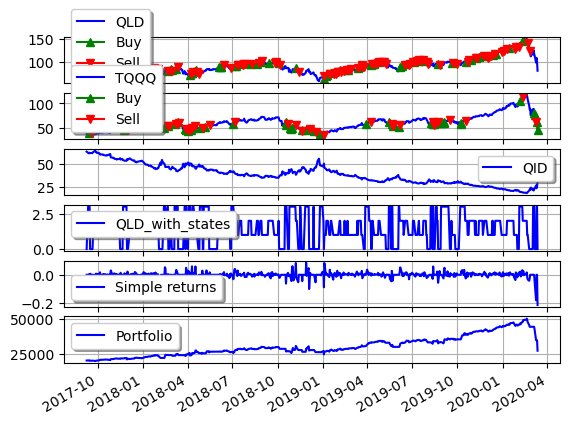 QLD
Buy
Sell
150
100
TQQQ
Buy
Sell
100
50
QID
50
25
QLD_with_states
2.5
0.0
Simple returns
0.0
−0.2
Portfolio
50000
25000
2017-10
2018-01
2018-04
2018-07
2018-10
2019-01
2019-04
2019-07
2019-10
2020-01
2020-04